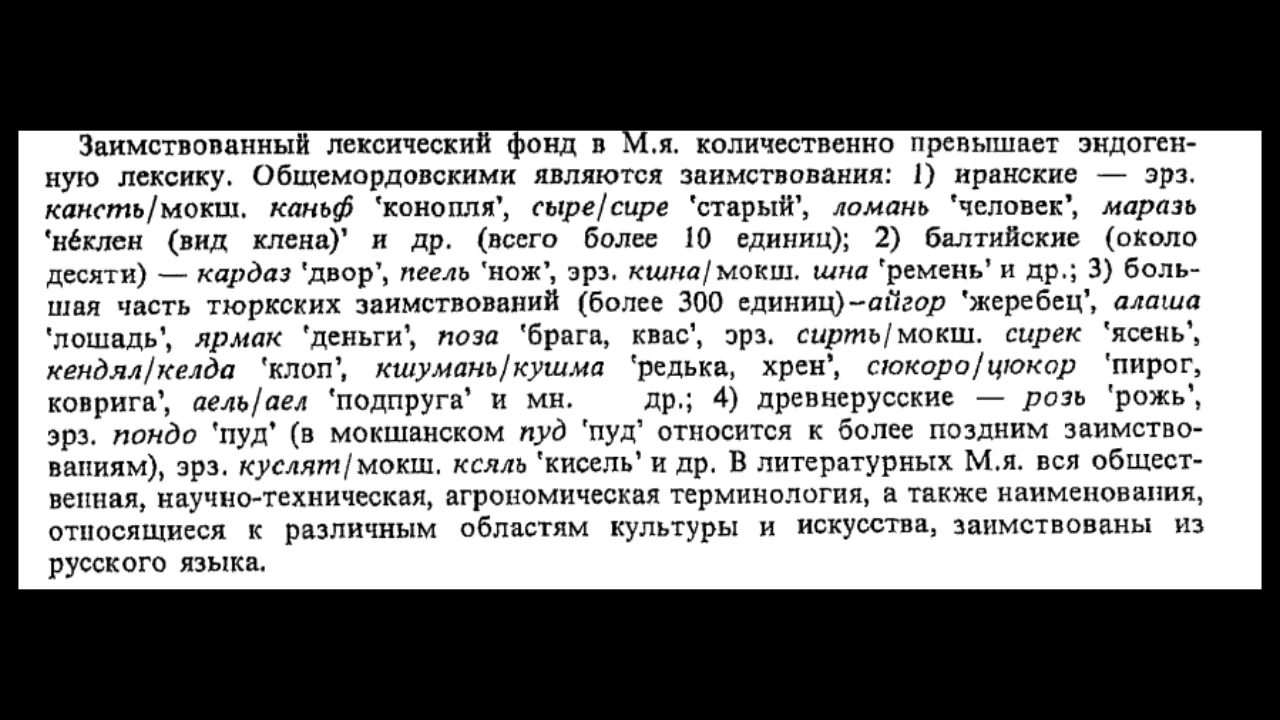 Заимствованный лексический фонд в М.я. количественно превышает эндоген-
ную лексику. Общемордовскими являются заимствования: 1) иранские — эрз.
кансть/мокш. каньф ‘конопля’, сыре/сире ‘старый’, ломань ‘человек’, маразь
‘нéклен (вид клена)’ и др. (всего более 10 единиц); 2) балтийские (около
десяти) — кардаз ‘двор’, пеель ‘нож’, эрз. кшна/мокш. шна ‘ремень’ и др.; 3) боль-
шая часть тюркских заимствований (более 300 единиц)–айгор ‘жеребец’, алаша
‘лошадь’, ярмак ‘деньги’, поза ‘брага, квас’, эрз. сирть/мокш. сирек ‘ясень’,
кендял/келда ‘клоп’, кшумань/кушма ‘редька, хрен’, сюкоро/цюкор ‘пирог,
коврига’, аель/аел ‘подпруга’ и мн. др.; 4) древнерусские — розь ‘рожь’,
эрз. пондо ‘пуд’ (в мокшанском пуд ‘пуд’ относится к более поздним заимство-
ваниям), эрз. куслят/мокш. ксяль ‘кисель’ и др. В литературных М.я. вся общест-
венная, научно-техническая, агрономическая терминология, а также наименования,
относящиеся к различным областям культуры и искусства, заимствованы из
русского языка.